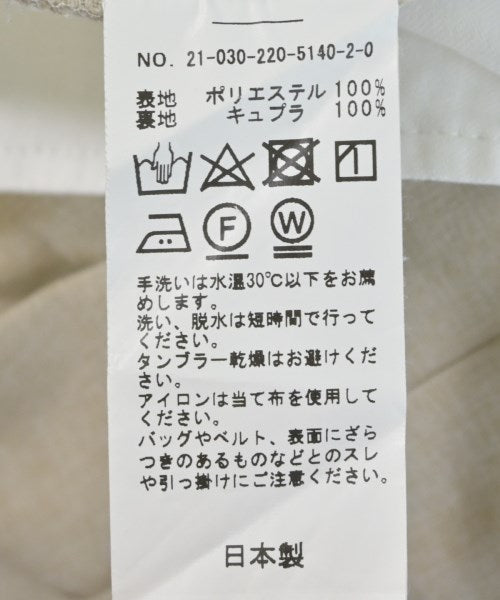 NO. 21-030-220-5140-2-0
表地 ポリエステル 100%
裏地 キュプラ 100%
F W
手洗いは水温30℃以下をお薦
めします。
洗い、脱水は短時間で行って
ください。
タンブラー乾燥はお避けくだ
さい。
アイロンは当て布を使用して
ください。
バッグやベルト、表面にざら
つきのあるものなどとのスレ
や引っ掛けにご注意ください。
日本製